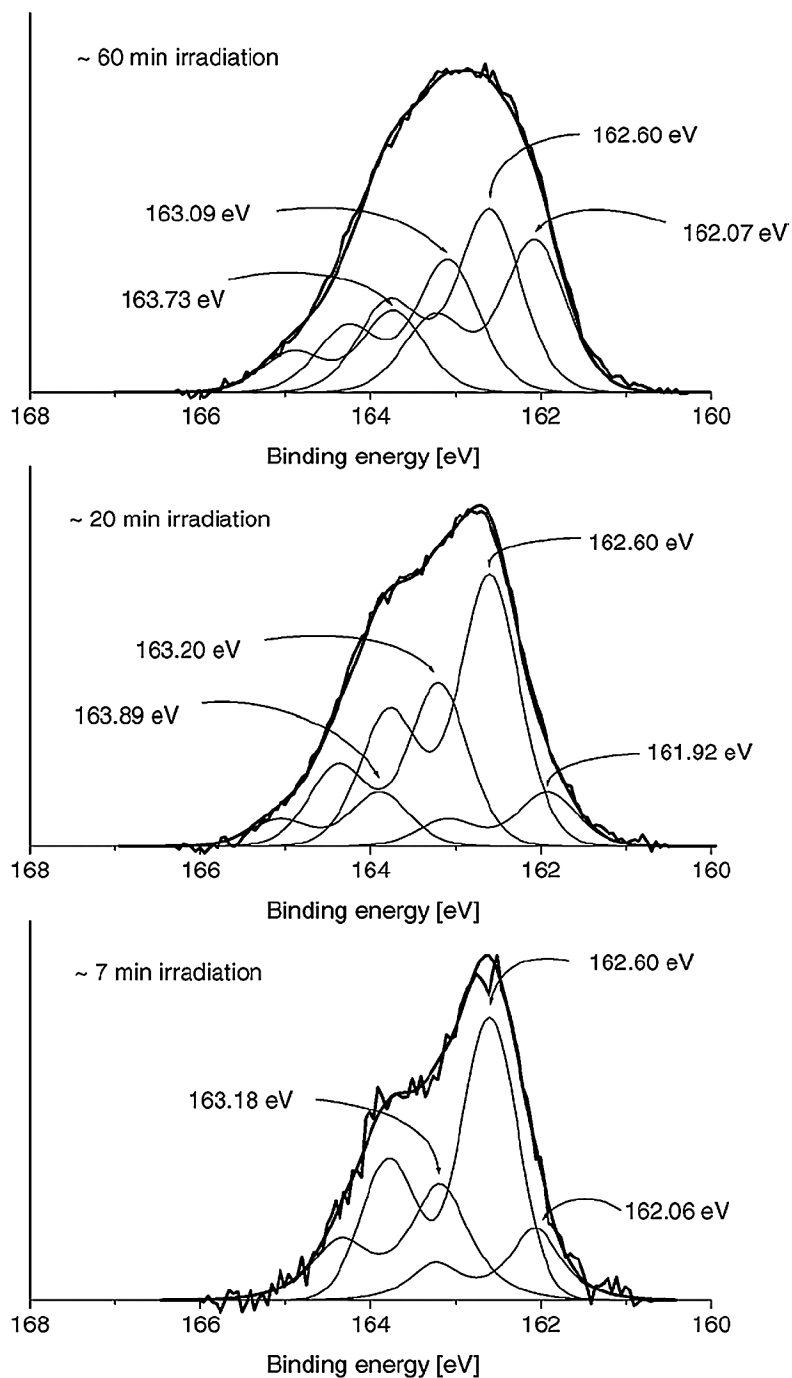 ~ 60 min irradiation
162.60 eV
163.09 eV
162.07 eV
163.73 eV
168 166 164 162 160
Binding energy [eV]
~ 20 min irradiation
162.60 eV
163.20 eV
163.89 eV
161.92 eV
168 166 164 162 160
Binding energy [eV]
~ 7 min irradiation
162.60 eV
163.18 eV
162.06 eV
168 166 164 162 160
Binding energy [eV]